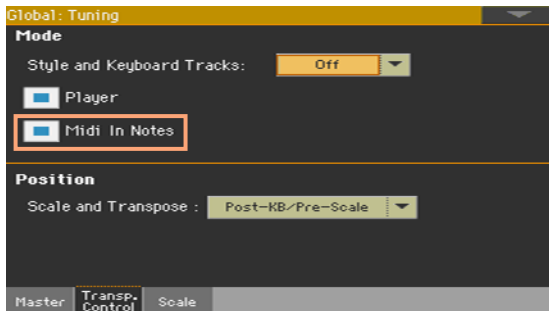 Global: Tuning
Mode
Style and Keyboard Tracks: Off
Player
Midi In Notes
Position
Scale and Transpose : Post-KB/Pre-Scale
Master Transp. Control Scale